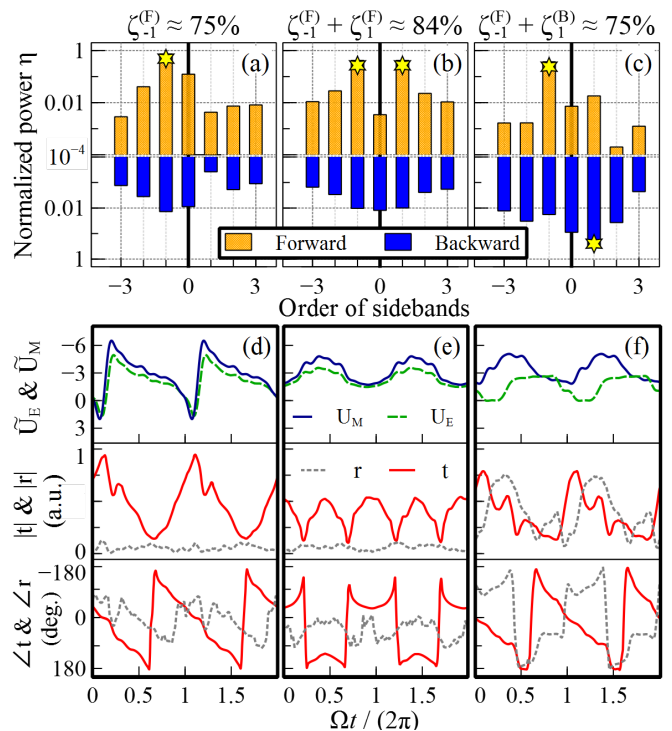 ζ₋₁⁽ᶠ⁾ ≈ 75%
ζ₋₁⁽ᶠ⁾ + ζ₁⁽ᶠ⁾ ≈ 84%
ζ₋₁⁽ᶠ⁾ + ζ₁⁽ᴮ⁾ ≈ 75%
Normalized power η
1
0.01
10⁻⁴
0.01
1
(a)
(b)
(c)
Forward
Backward
−3 0 3
−3 0 3
−3 0 3
Order of sidebands
Ũ_E & Ũ_M
−6
−3
0
3
(d)
(e)
(f)
U_M
U_E
|t| & |r|
(a.u.)
1
0
r
t
∠t & ∠r
(deg.)
−180
0
180
0 0.5 1 1.5
0 0.5 1 1.5
0 0.5 1 1.5
Ωt / (2π)